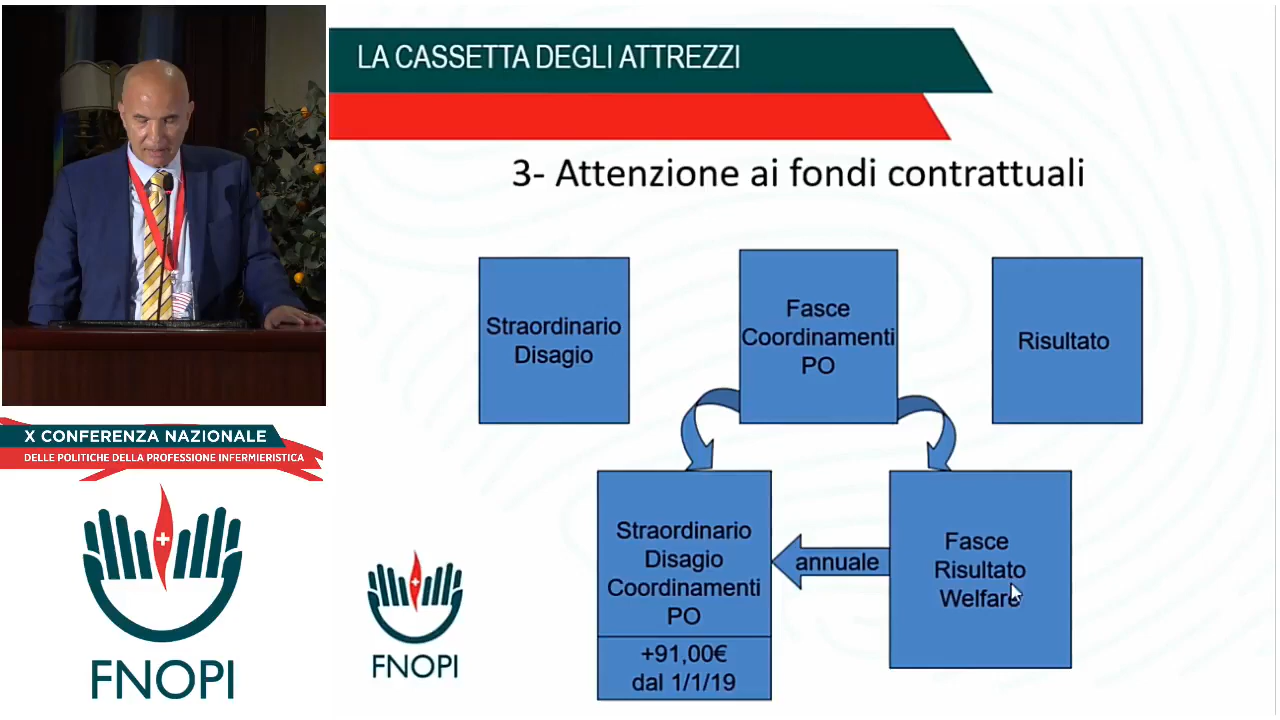 LA CASSETTA DEGLI ATTREZZI
3- Attenzione ai fondi contrattuali
Straordinario
Disagio
Fasce
Coordinamenti
PO
Risultato
Straordinario
Disagio
Coordinamenti
PO
+91,00€
dal 1/1/19
annuale
Fasce
Risultato
Welfare
X CONFERENZA NAZIONALE
DELLE POLITICHE DELLA PROFESSIONE INFERMIERISTICA
FNOPI
FNOPI